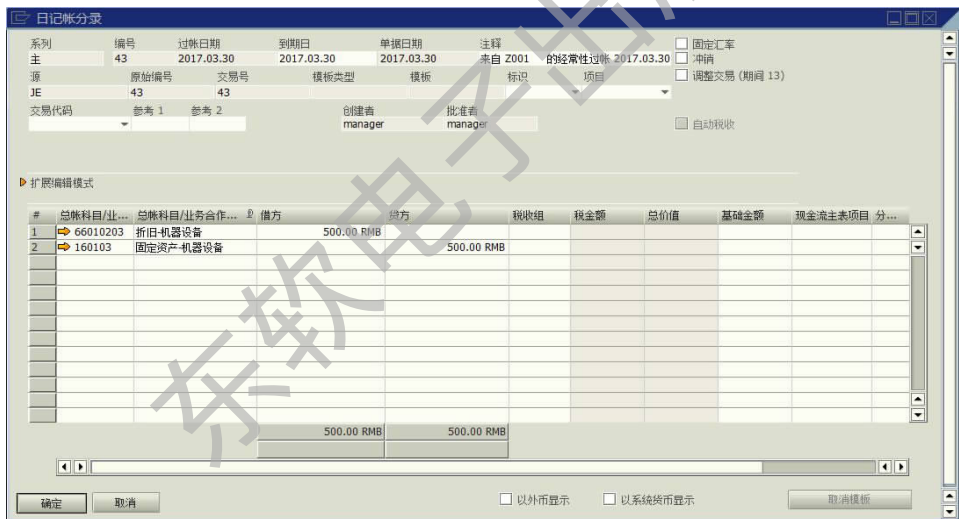 日记帐分录
系列 编号 过帐日期 到期日 单据日期 注释 固定汇率
主 43 2017.03.30 2017.03.30 2017.03.30 来自 Z001 的经常性过帐 2017.03.30 冲销
源 原始编号 交易号 模板类型 模板 标识 项目 调整交易 (期间 13)
JE 43 43
交易代码 参考 1 参考 2 创建者 批准者
manager manager 自动税收
扩展编辑模式
# 总帐科目/业... 总帐科目/业务合作... 借方 贷方 税收组 税金额 总价值 基础金额 现金流主表项目 分...
1 66010203 折旧-机器设备 500.00 RMB
2 160103 固定资产-机器设备 500.00 RMB
500.00 RMB 500.00 RMB
确定 取消 以外币显示 以系统货币显示 取消模板
东软电子出